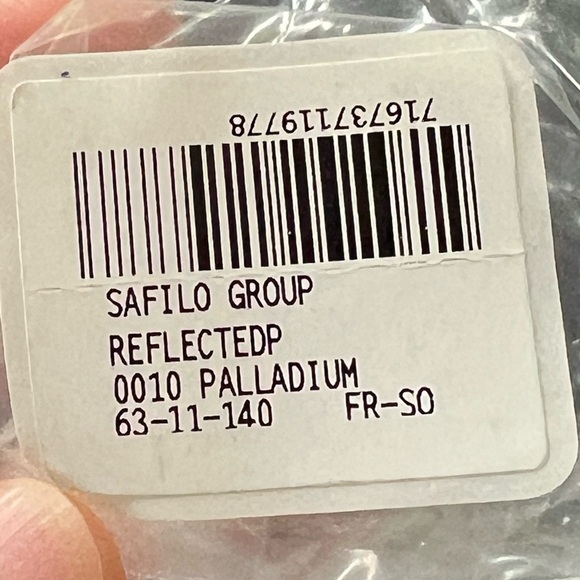 716737119778
SAFILO GROUP
REFLECTEDP
0010 PALLADIUM
63-11-140 FR-SO